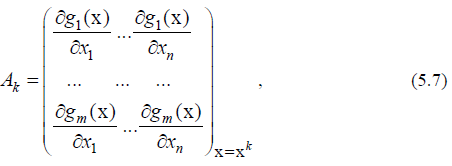 A_k = ( ∂g_1(x)/∂x_1 ... ∂g_1(x)/∂x_n
... ... ...
∂g_m(x)/∂x_1 ... ∂g_m(x)/∂x_n )_{x=x^k} , (5.7)